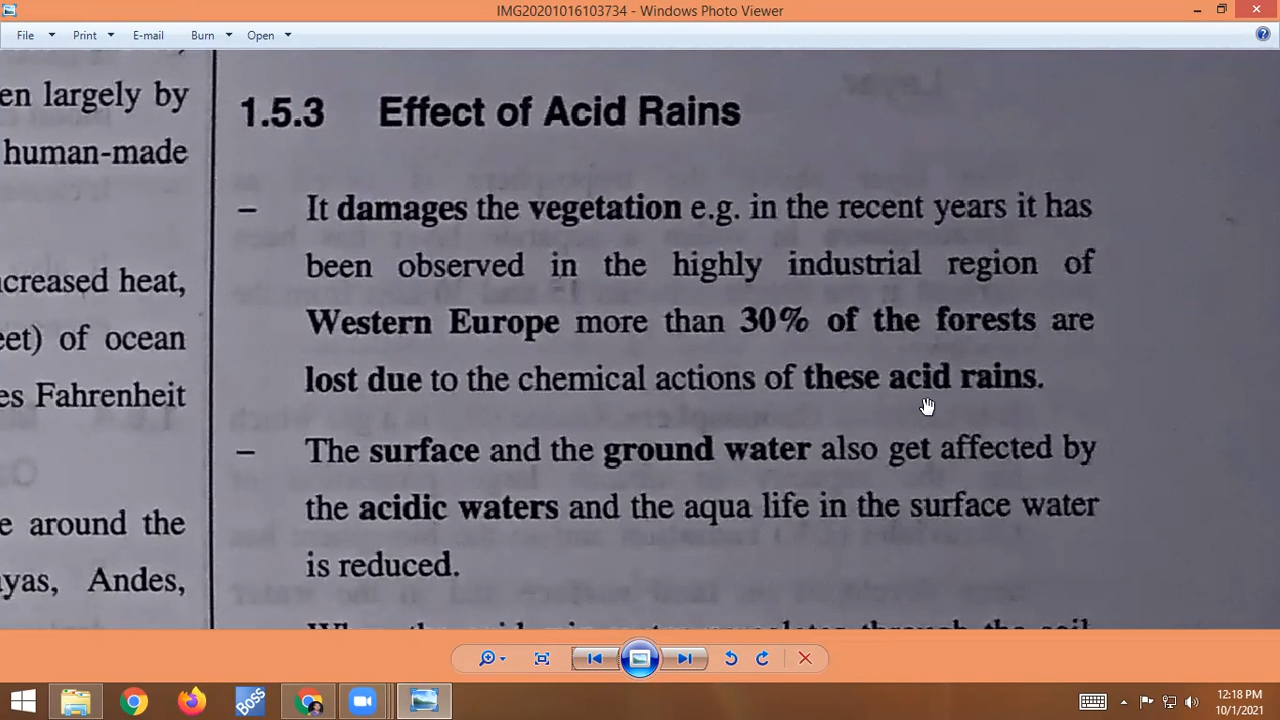 IMG20201016103734 - Windows Photo Viewer
File Print E-mail Burn Open
en largely by
human-made
ncreased heat,
eet) of ocean
es Fahrenheit
e around the
yas, Andes,
1.5.3 Effect of Acid Rains
– It damages the vegetation e.g. in the recent years it has
been observed in the highly industrial region of
Western Europe more than 30% of the forests are
lost due to the chemical actions of these acid rains.
– The surface and the ground water also get affected by
the acidic waters and the aqua life in the surface water
is reduced.
BOSS
12:18 PM
10/1/2021